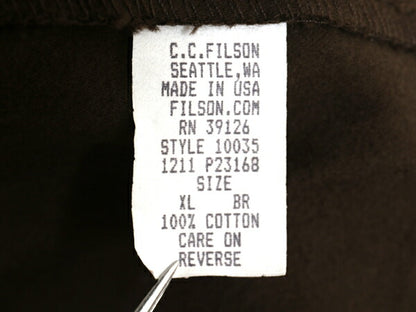 C.C.FILSON
SEATTLE,WA
MADE IN USA
FILSON.COM
RN 39126
STYLE 10035
1211 P23168
SIZE
XL BR
100% COTTON
CARE ON
REVERSE